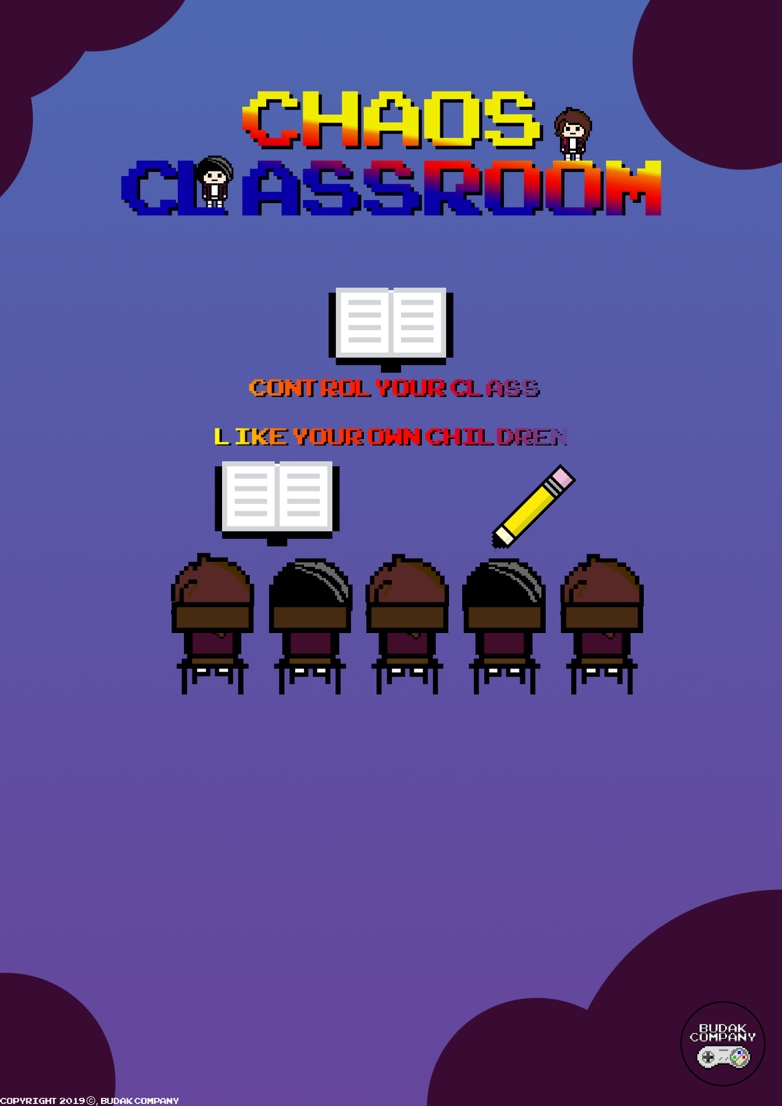 CHAOS
CLASSROOM
CONTROL YOUR CLASS
LIKE YOUR OWN CHILDREN
BUDAK
COMPANY
COPYRIGHT 2019 ©, BUDAK COMPANY